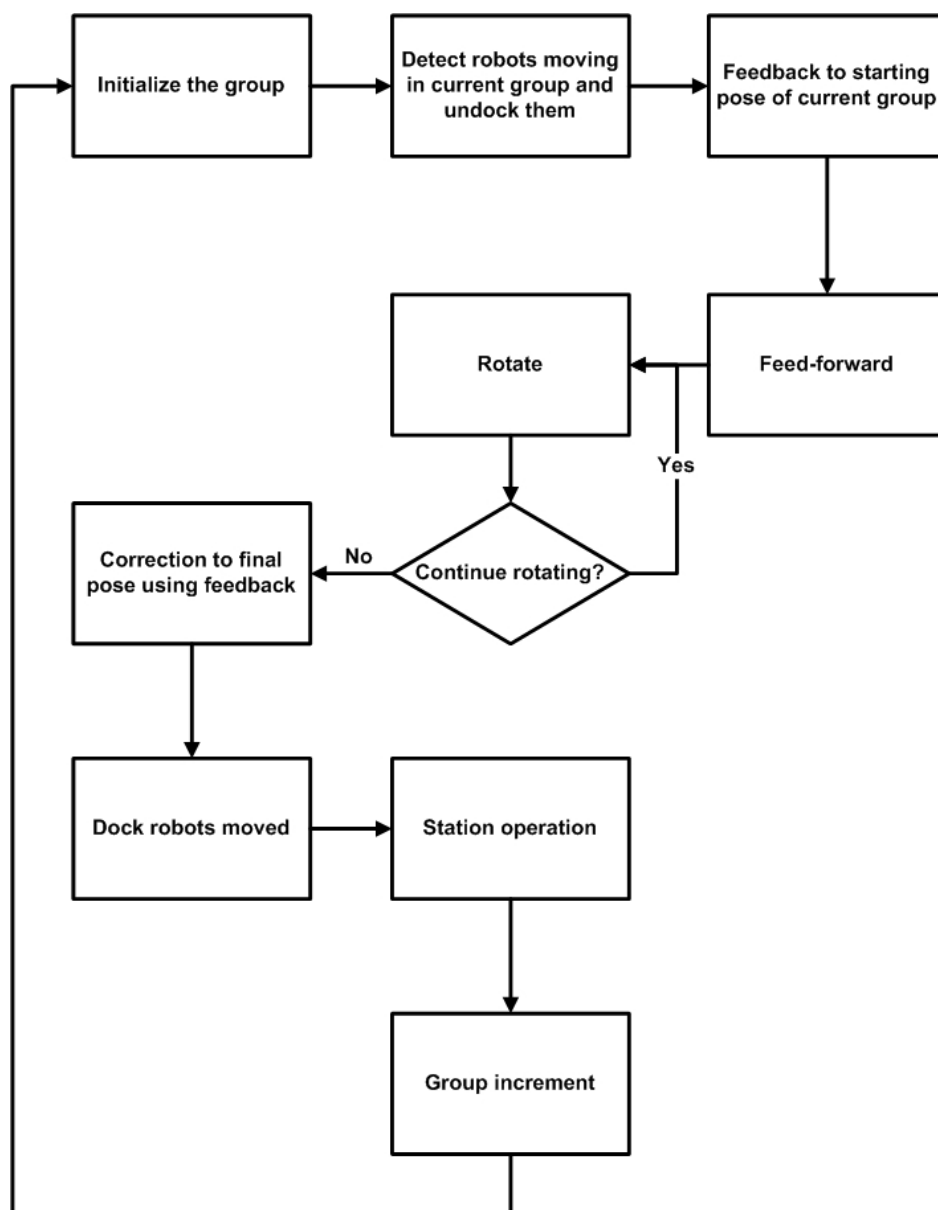 Initialize the group
Detect robots moving
in current group and
undock them
Feedback to starting
pose of current group
Rotate
Feed-forward
Yes
Correction to final
pose using feedback
No
Continue rotating?
Dock robots moved
Station operation
Group increment